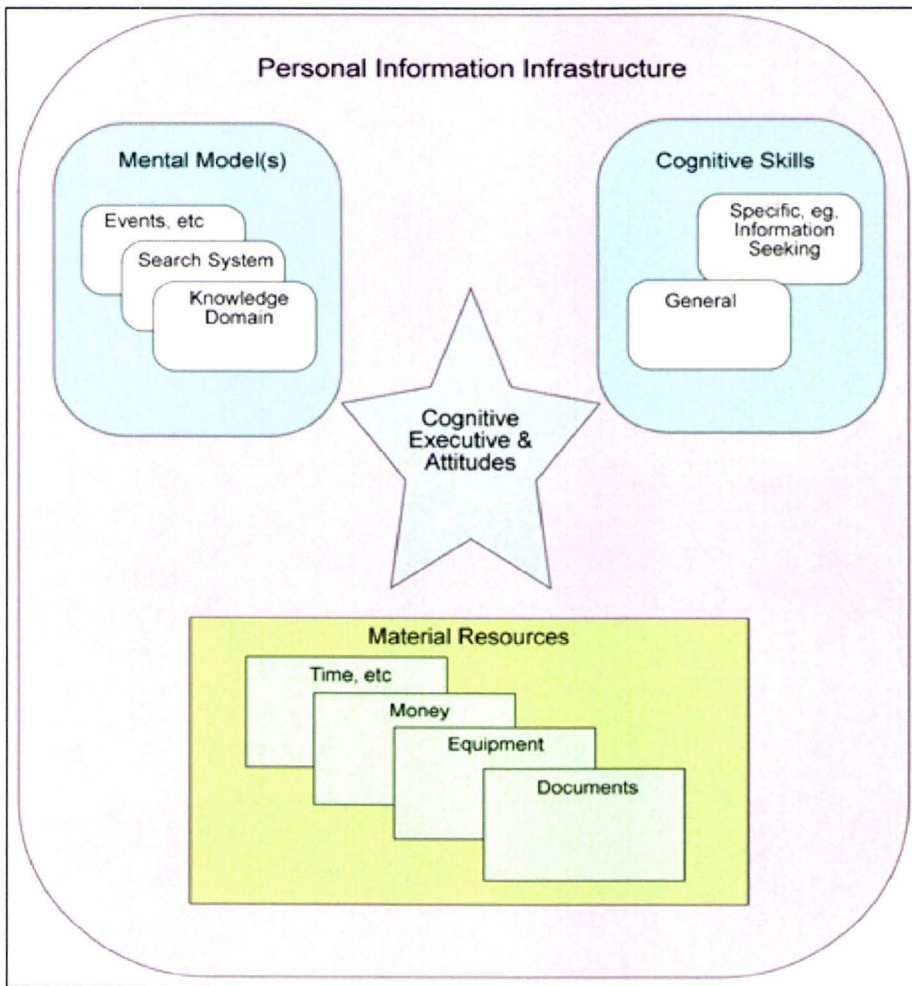 Personal Information Infrastructure
Mental Model(s)
Events, etc
Search System
Knowledge
Domain
Cognitive Skills
Specific, eg,
Information
Seeking
General
Cognitive
Executive &
Attitudes
Material Resources
Time, etc
Money
Equipment
Documents